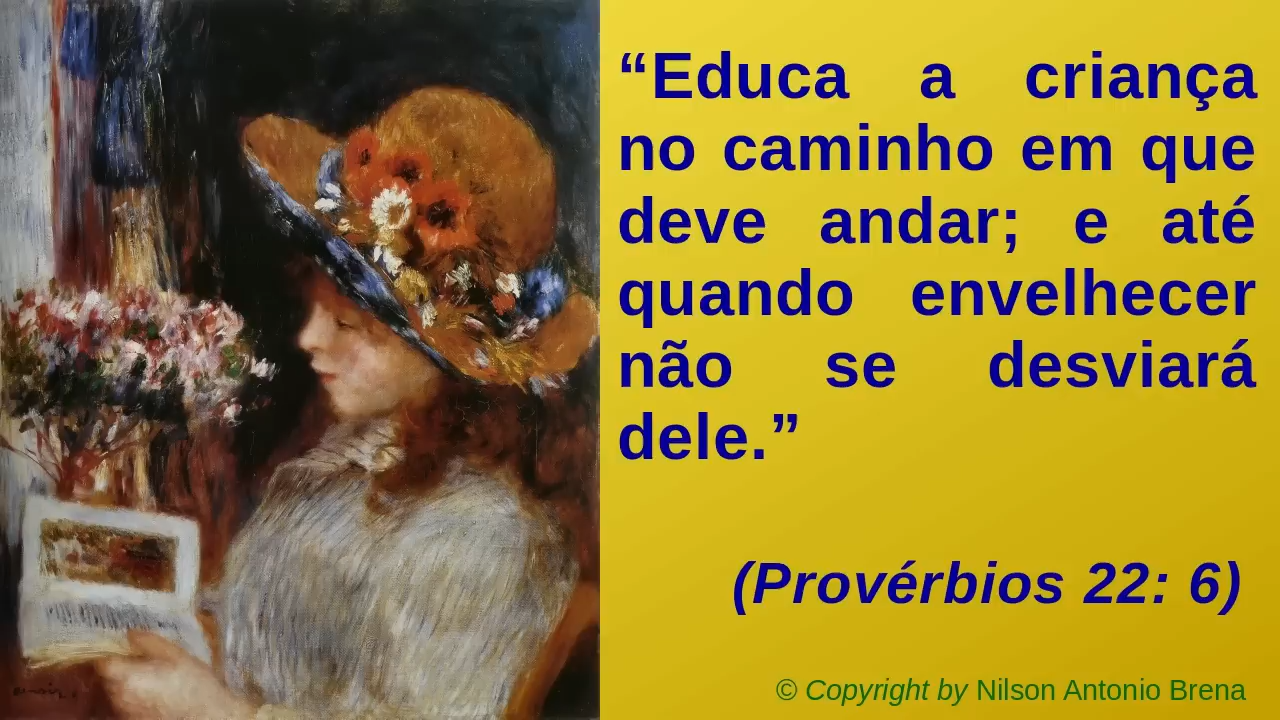 “Educa a criança
no caminho em que
deve andar; e até
quando envelhecer
não se desviará
dele.”
(Provérbios 22: 6)
© Copyright by Nilson Antonio Brena